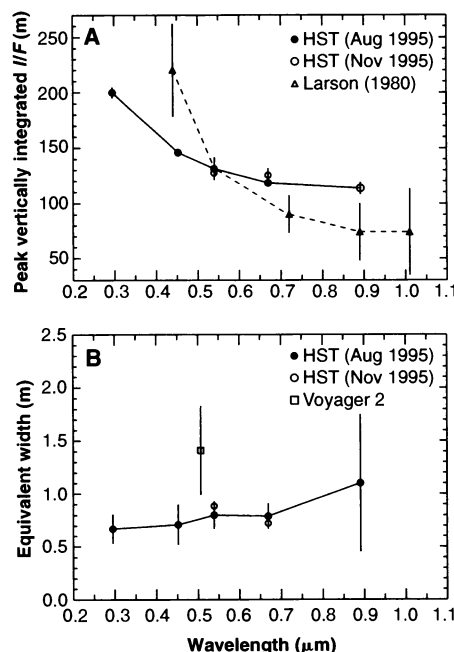 A
HST (Aug 1995)
HST (Nov 1995)
Larson (1980)
Peak vertically integrated I/F (m)
250
200
150
100
50
0.2 0.3 0.4 0.5 0.6 0.7 0.8 0.9 1.0 1.1
B
HST (Aug 1995)
HST (Nov 1995)
Voyager 2
Equivalent width (m)
2.5
2.0
1.5
1.0
0.5
0.0
0.2 0.3 0.4 0.5 0.6 0.7 0.8 0.9 1.0 1.1
Wavelength (μm)